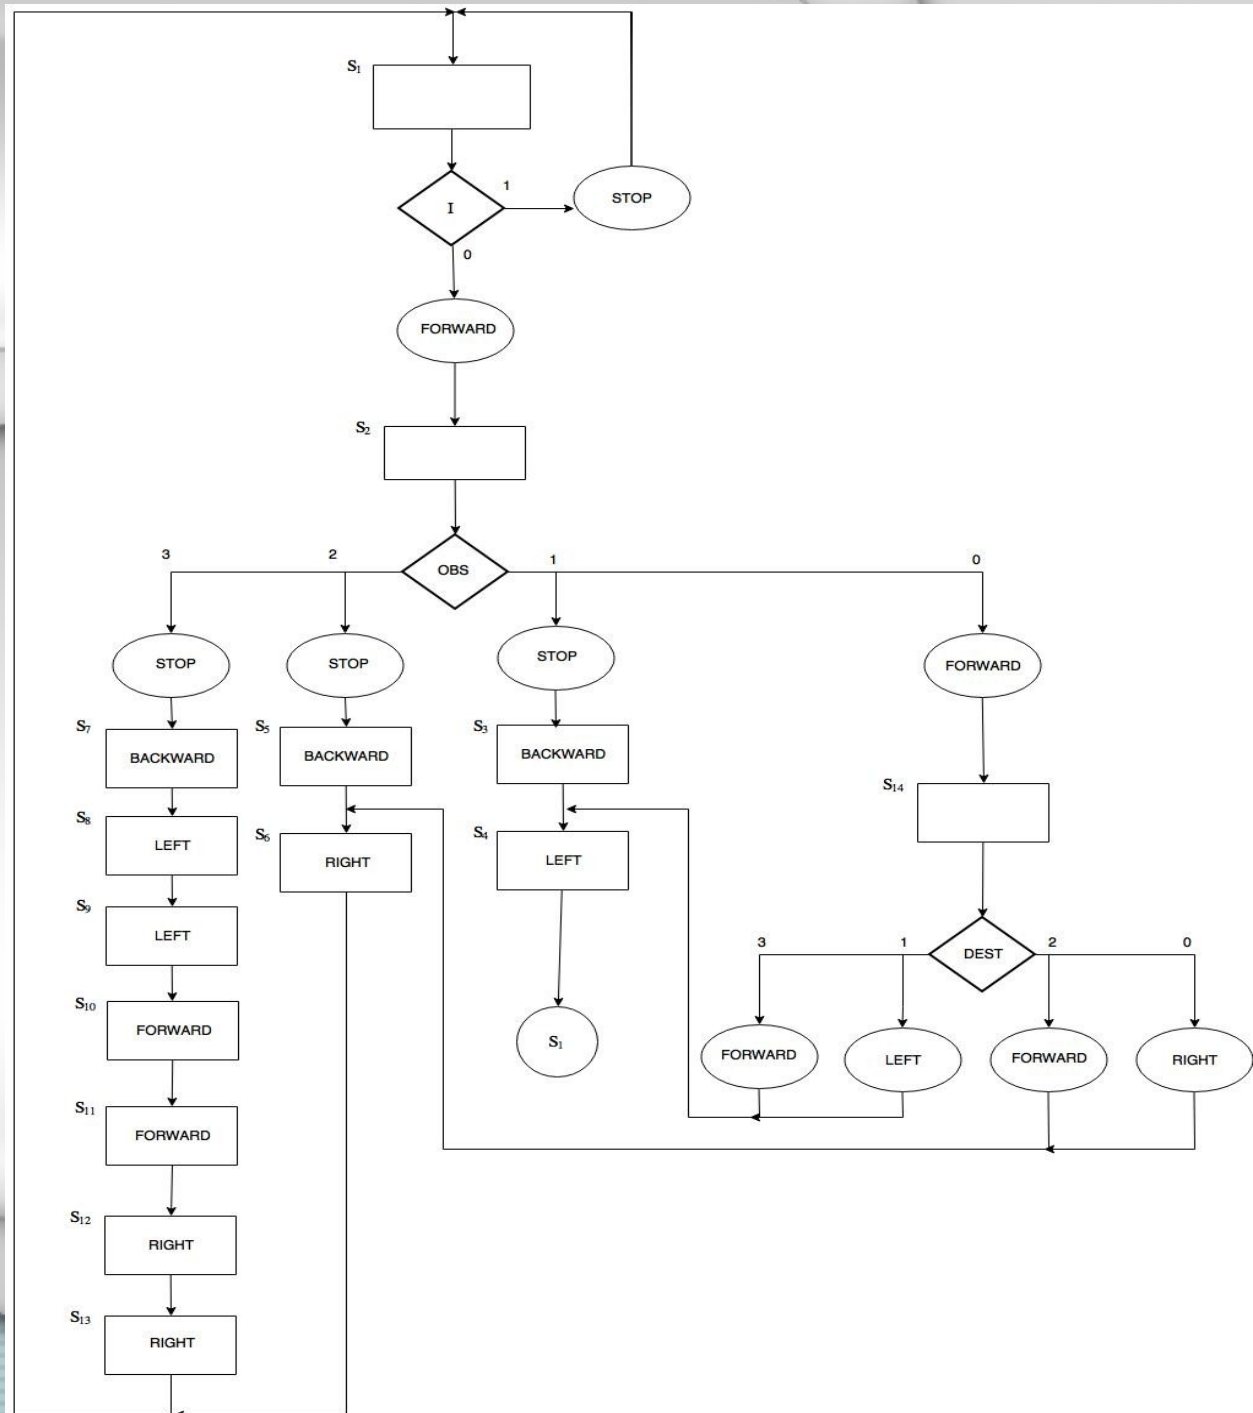 S1
I
1
STOP
0
FORWARD
S2
OBS
3
2
1
0
STOP
STOP
STOP
FORWARD
S7
BACKWARD
S5
BACKWARD
S3
BACKWARD
S14
S8
LEFT
S6
RIGHT
S4
LEFT
S9
LEFT
DEST
3
1
2
0
S10
FORWARD
S1
FORWARD
LEFT
FORWARD
RIGHT
S11
FORWARD
S12
RIGHT
S13
RIGHT